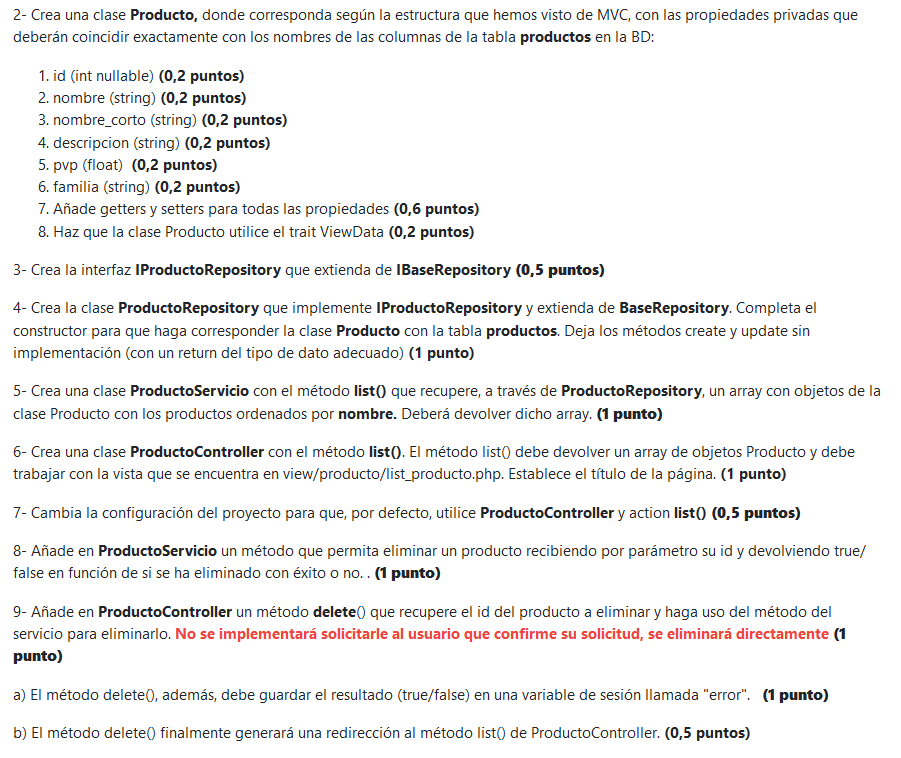 2- Crea una clase Producto, donde corresponda según la estructura que hemos visto de MVC, con las propiedades privadas que
deberán coincidir exactamente con los nombres de las columnas de la tabla productos en la BD:
1. id (int nullable) (0,2 puntos)
2. nombre (string) (0,2 puntos)
3. nombre_corto (string) (0,2 puntos)
4. descripcion (string) (0,2 puntos)
5. pvp (float) (0,2 puntos)
6. familia (string) (0,2 puntos)
7. Añade getters y setters para todas las propiedades (0,6 puntos)
8. Haz que la clase Producto utilice el trait ViewData (0,2 puntos)
3- Crea la interfaz IProductoRepository que extienda de IBaseRepository (0,5 puntos)
4- Crea la clase ProductoRepository que implemente IProductoRepository y extienda de BaseRepository. Completa el
constructor para que haga corresponder la clase Producto con la tabla productos. Deja los métodos create y update sin
implementación (con un return del tipo de dato adecuado) (1 punto)
5- Crea una clase ProductoServicio con el método list() que recupere, a través de ProductoRepository, un array con objetos de la
clase Producto con los productos ordenados por nombre. Deberá devolver dicho array. (1 punto)
6- Crea una clase ProductoController con el método list(). El método list() debe devolver un array de objetos Producto y debe
trabajar con la vista que se encuentra en view/producto/list_producto.php. Establece el título de la página. (1 punto)
7- Cambia la configuración del proyecto para que, por defecto, utilice ProductoController y action list() (0,5 puntos)
8- Añade en ProductoServicio un método que permita eliminar un producto recibiendo por parámetro su id y devolviendo true/
false en función de si se ha eliminado con éxito o no. . (1 punto)
9- Añade en ProductoController un método delete() que recupere el id del producto a eliminar y haga uso del método del
servicio para eliminarlo. No se implementará solicitarle al usuario que confirme su solicitud, se eliminará directamente (1
punto)
a) El método delete(), además, debe guardar el resultado (true/false) en una variable de sesión llamada "error". (1 punto)
b) El método delete() finalmente generará una redirección al método list() de ProductoController. (0,5 puntos)